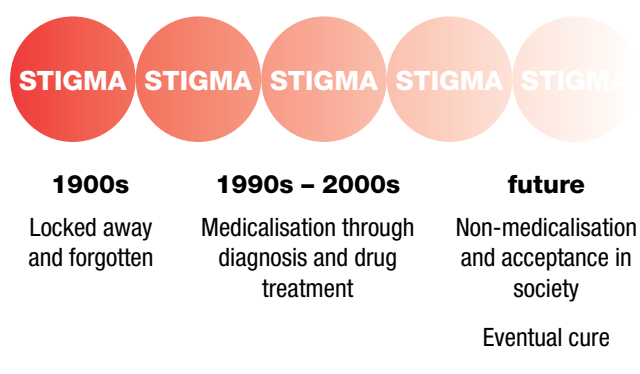 STIGMA STIGMA STIGMA STIGMA STIGMA
1900s
Locked away
and forgotten
1990s – 2000s
Medicalisation through
diagnosis and drug
treatment
future
Non-medicalisation
and acceptance in
society
Eventual cure